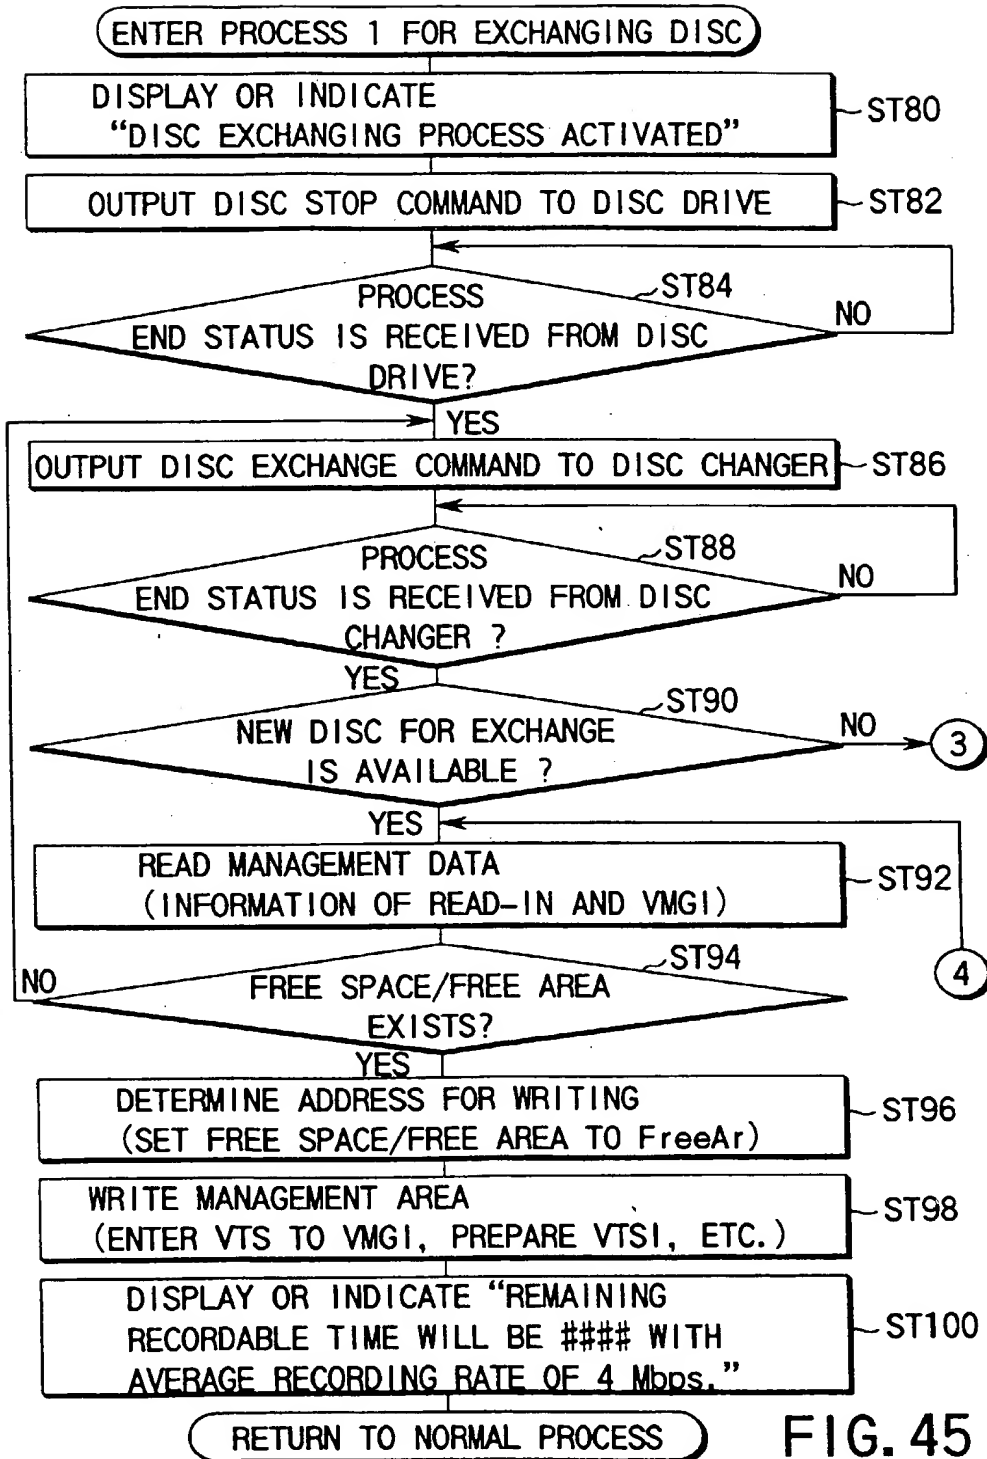 ENTER PROCESS 1 FOR EXCHANGING DISC
DISPLAY OR INDICATE
“DISC EXCHANGING PROCESS ACTIVATED”
ST80
OUTPUT DISC STOP COMMAND TO DISC DRIVE
ST82
ST84
PROCESS
END STATUS IS RECEIVED FROM DISC
DRIVE?
NO
YES
OUTPUT DISC EXCHANGE COMMAND TO DISC CHANGER
ST86
ST88
PROCESS
END STATUS IS RECEIVED FROM DISC
CHANGER ?
NO
YES
ST90
NEW DISC FOR EXCHANGE
IS AVAILABLE ?
NO
3
YES
READ MANAGEMENT DATA
(INFORMATION OF READ-IN AND VMGI)
ST92
ST94
4
NO
FREE SPACE/FREE AREA
EXISTS?
YES
DETERMINE ADDRESS FOR WRITING
(SET FREE SPACE/FREE AREA TO FreeAr)
ST96
WRITE MANAGEMENT AREA
(ENTER VTS TO VMGI, PREPARE VTSI, ETC.)
ST98
DISPLAY OR INDICATE “REMAINING
RECORDABLE TIME WILL BE #### WITH
AVERAGE RECORDING RATE OF 4 Mbps.”
ST100
RETURN TO NORMAL PROCESS
FIG. 45